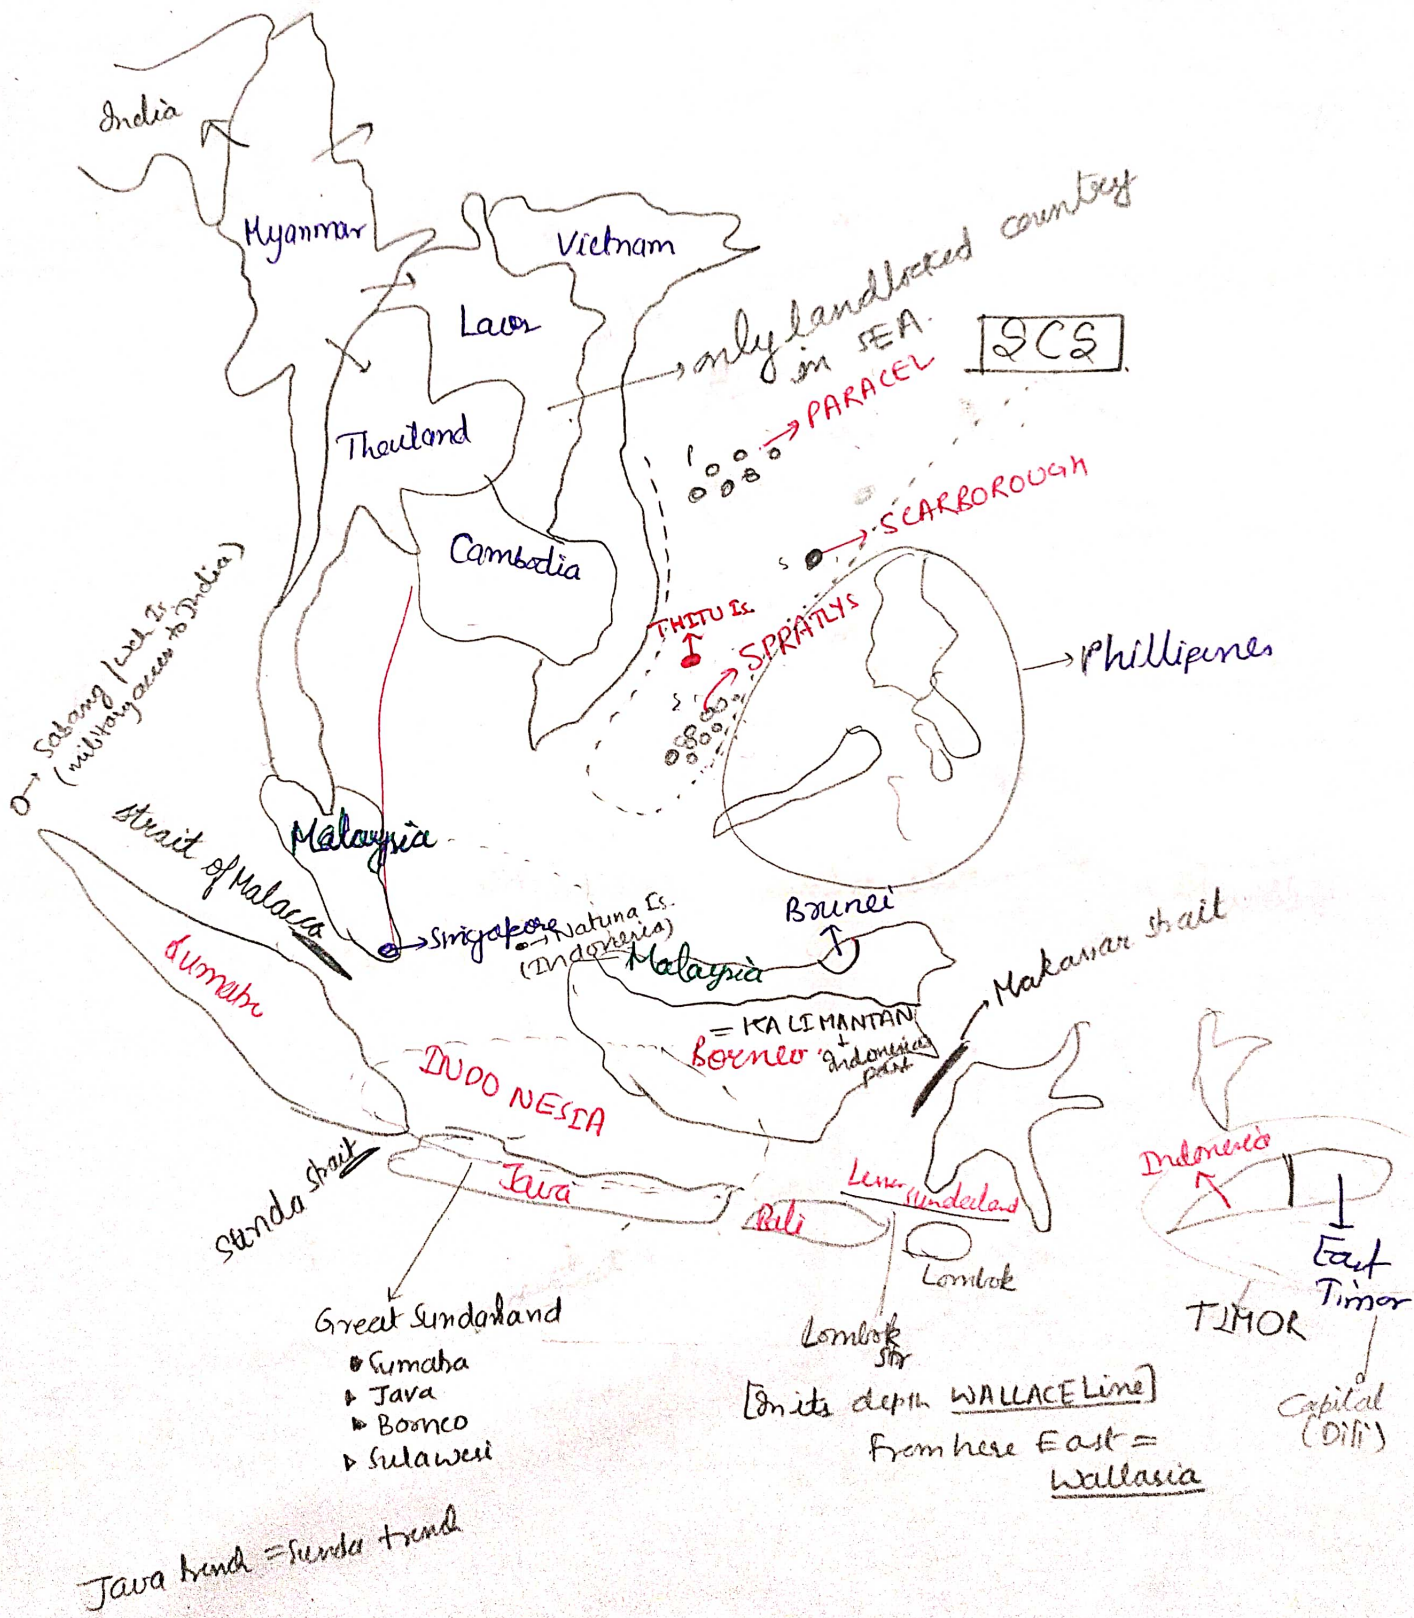 India
Myanmar
Vietnam
Laos
only landlocked country
in SEA.
SCS
PARACEL
Thailand
SCARBOROUGH
Cambodia
S
THITU Is.
SPRATLYS
S
Phillipines
Sabang
(military access to India)
Strait of Malacca
Malaysia
Singapore
Natuna Is.
(Indonesia)
Brunei
Malaysia
Makassar strait
Sumatr
= KALIMANTAN
Borneo
Indonesia
part
INDONESIA
Sunda strait
Java
Bali
Lesser
Sundaland
Lombok
Indonesia
East
Timor
TIMOR
Capital
(Dili)
Great Sundaland
Sumatra
Java
Borneo
Sulawesi
Lombok
Str
[In its depth WALLACE Line]
From here East =
Wallasia
Java trench = Sunda trench